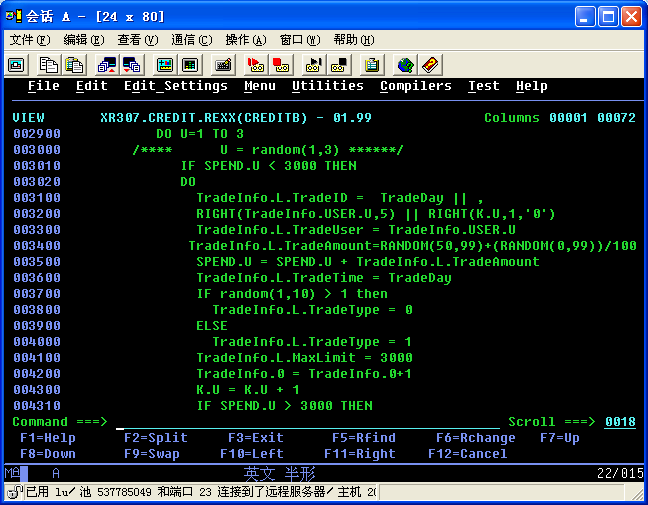 会话 A - [24 x 80]
文件(F) 编辑(E) 查看(V) 通信(C) 操作(A) 窗口(W) 帮助(H)
File Edit Edit_Settings Menu Utilities Compilers Test Help
VIEW XR307.CREDIT.REXX(CREDITB) - 01.99 Columns 00001 00072
002900 DO U=1 TO 3
003000 /**** U = random(1,3) ******/
003010 IF SPEND.U < 3000 THEN
003020 DO
003100 TradeInfo.L.TradeID = TradeDay || ,
003200 RIGHT(TradeInfo.USER.U,5) || RIGHT(K.U,1,'0')
003300 TradeInfo.L.TradeUser = TradeInfo.USER.U
003400 TradeInfo.L.TradeAmount=RANDOM(50,99)+(RANDOM(0,99))/100
003500 SPEND.U = SPEND.U + TradeInfo.L.TradeAmount
003600 TradeInfo.L.TradeTime = TradeDay
003700 IF random(1,10) > 1 then
003800 TradeInfo.L.TradeType = 0
003900 ELSE
004000 TradeInfo.L.TradeType = 1
004100 TradeInfo.L.MaxLimit = 3000
004200 TradeInfo.0 = TradeInfo.0+1
004300 K.U = K.U + 1
004310 IF SPEND.U > 3000 THEN
Command ===> Scroll ===> 0018
F1=Help F2=Split F3=Exit F5=Rfind F6=Rchange F7=Up
F8=Down F9=Swap F10=Left F11=Right F12=Cancel
MA A 英文 半形 22/015
已用 lu/池 537785049 和端口 23 连接到了远程服务器/主机 20